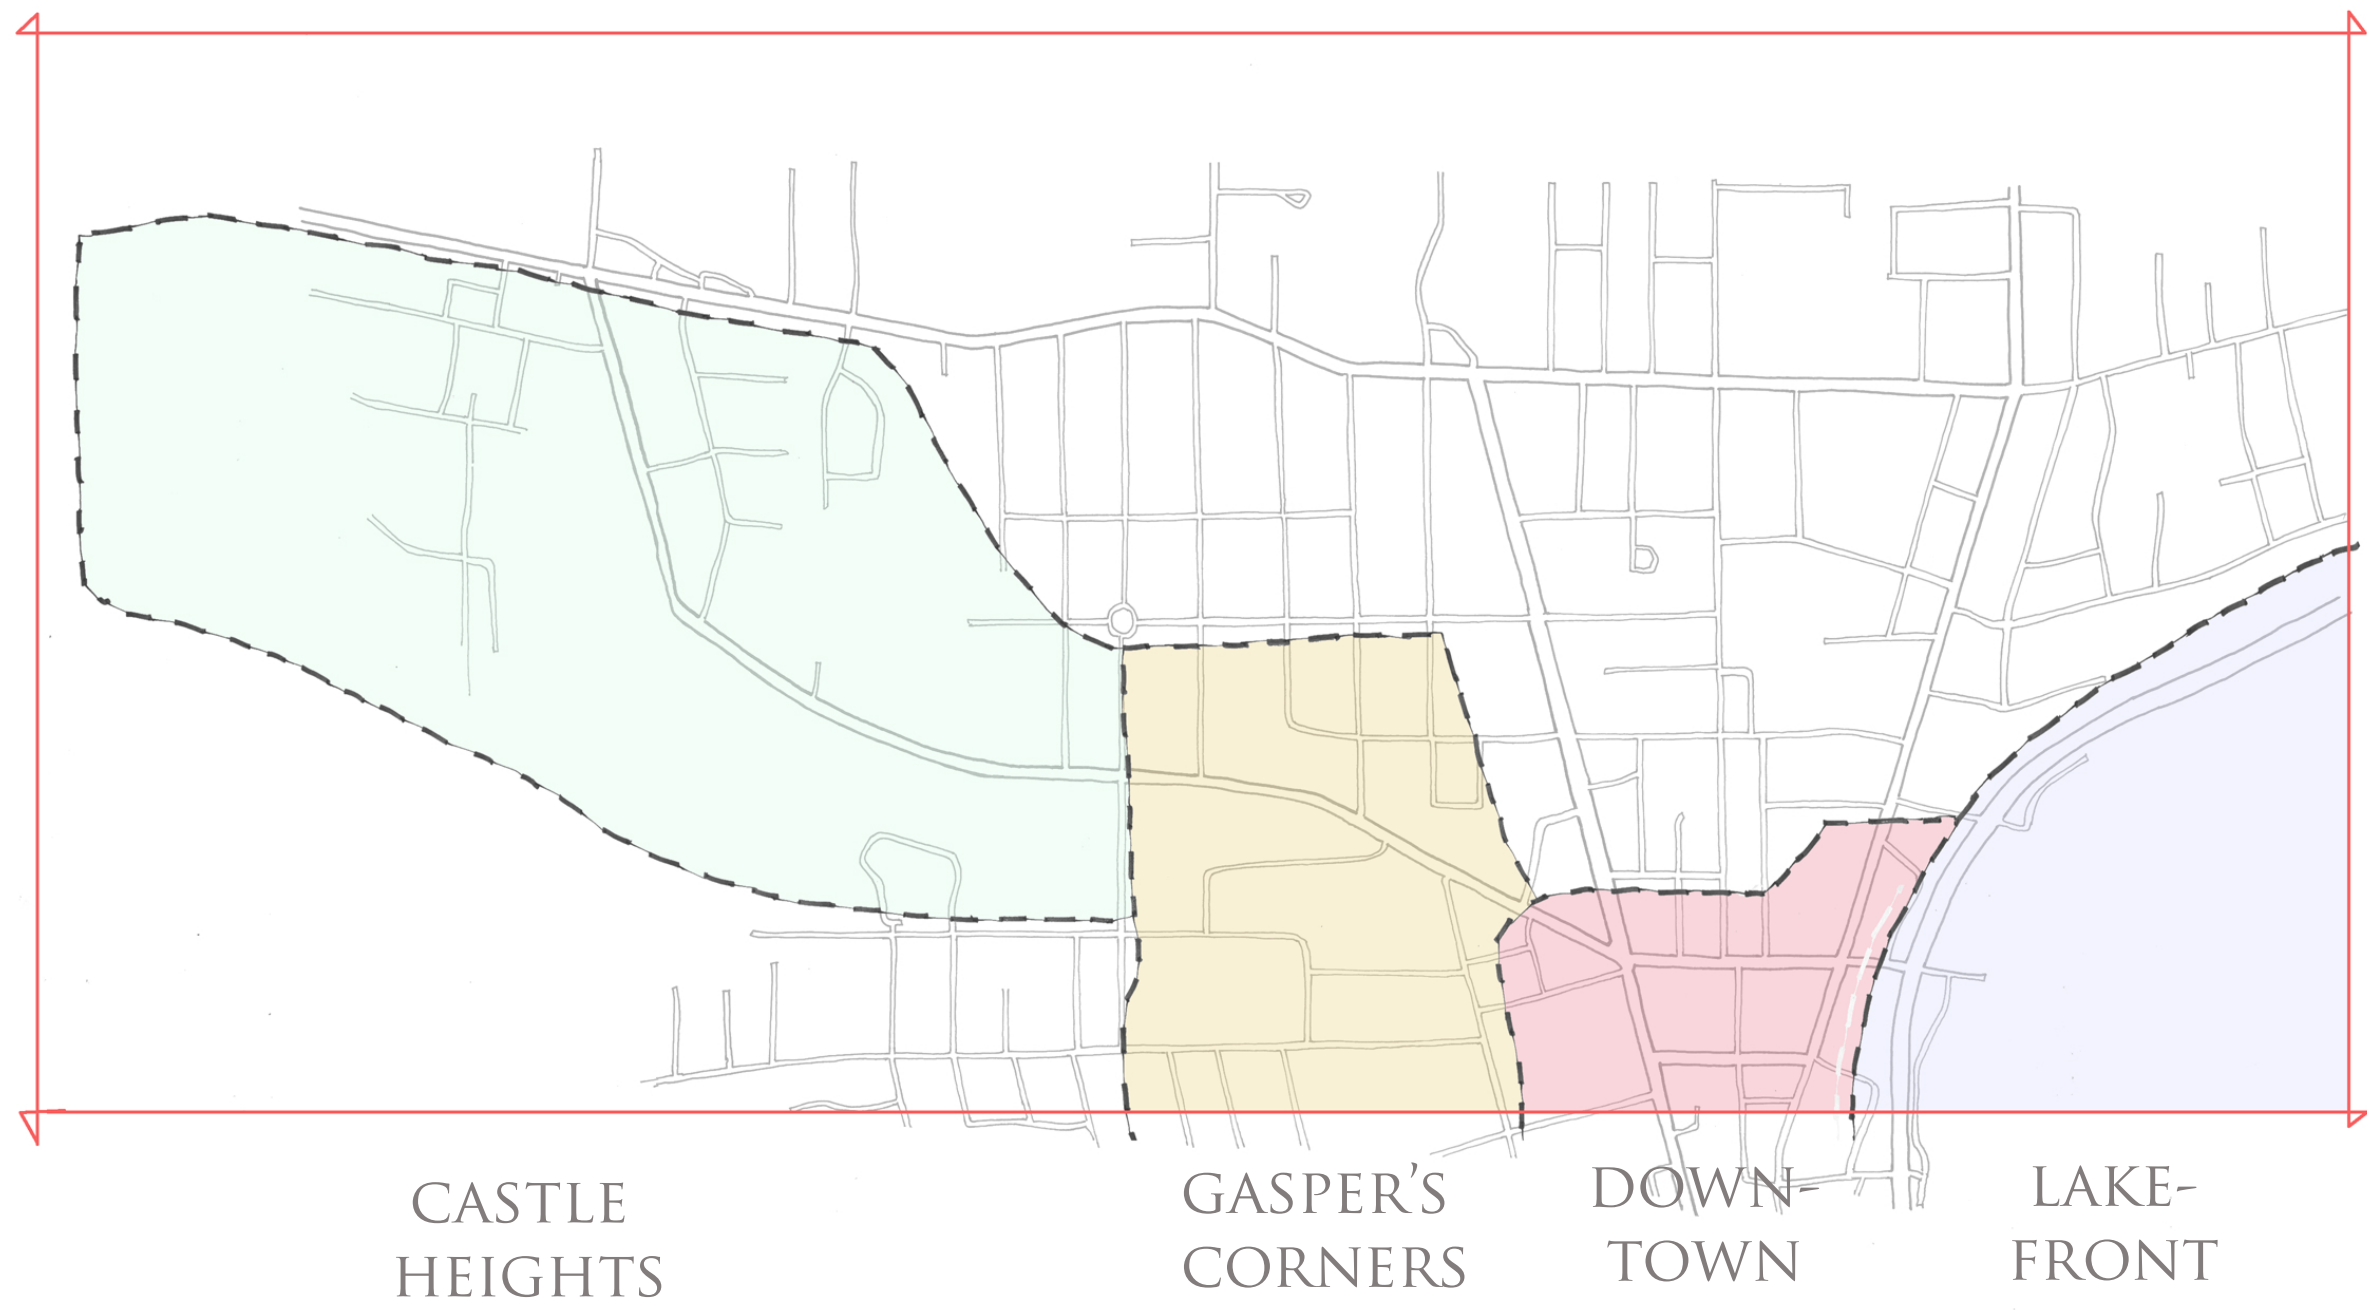 CASTLE
HEIGHTS
GASPER'S
CORNERS
DOWN-
TOWN
LAKE-
FRONT